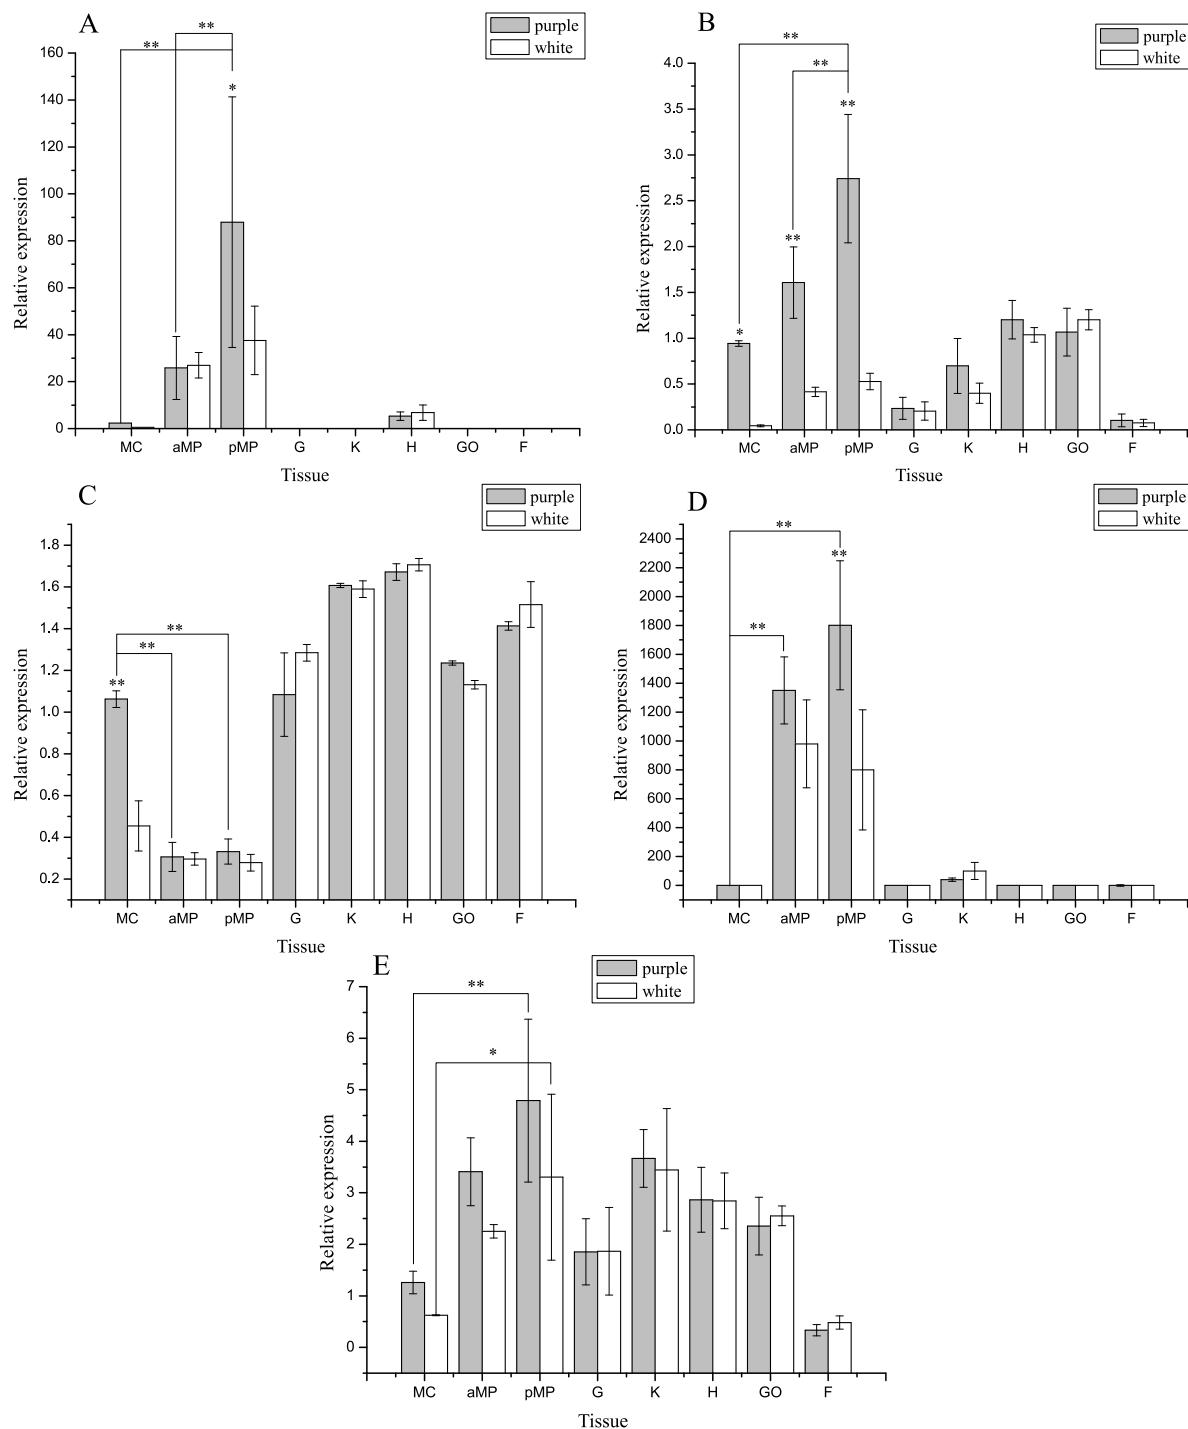 A
purple
white
**
**
*
160
140
120
100
80
60
40
20
0
Relative expression
MC aMP pMP G K H GO F
Tissue
B
purple
white
**
**
**
**
*
4.0
3.5
3.0
2.5
2.0
1.5
1.0
0.5
0.0
Relative expression
MC aMP pMP G K H GO F
Tissue
C
purple
white
**
**
**
1.8
1.6
1.4
1.2
1.0
0.8
0.6
0.4
0.2
Relative expression
MC aMP pMP G K H GO F
Tissue
D
purple
white
**
**
**
2400
2200
2000
1800
1600
1400
1200
1000
800
600
400
200
0
Relative expression
MC aMP pMP G K H GO F
Tissue
E
purple
white
**
*
7
6
5
4
3
2
1
0
Relative expression
MC aMP pMP G K H GO F
Tissue